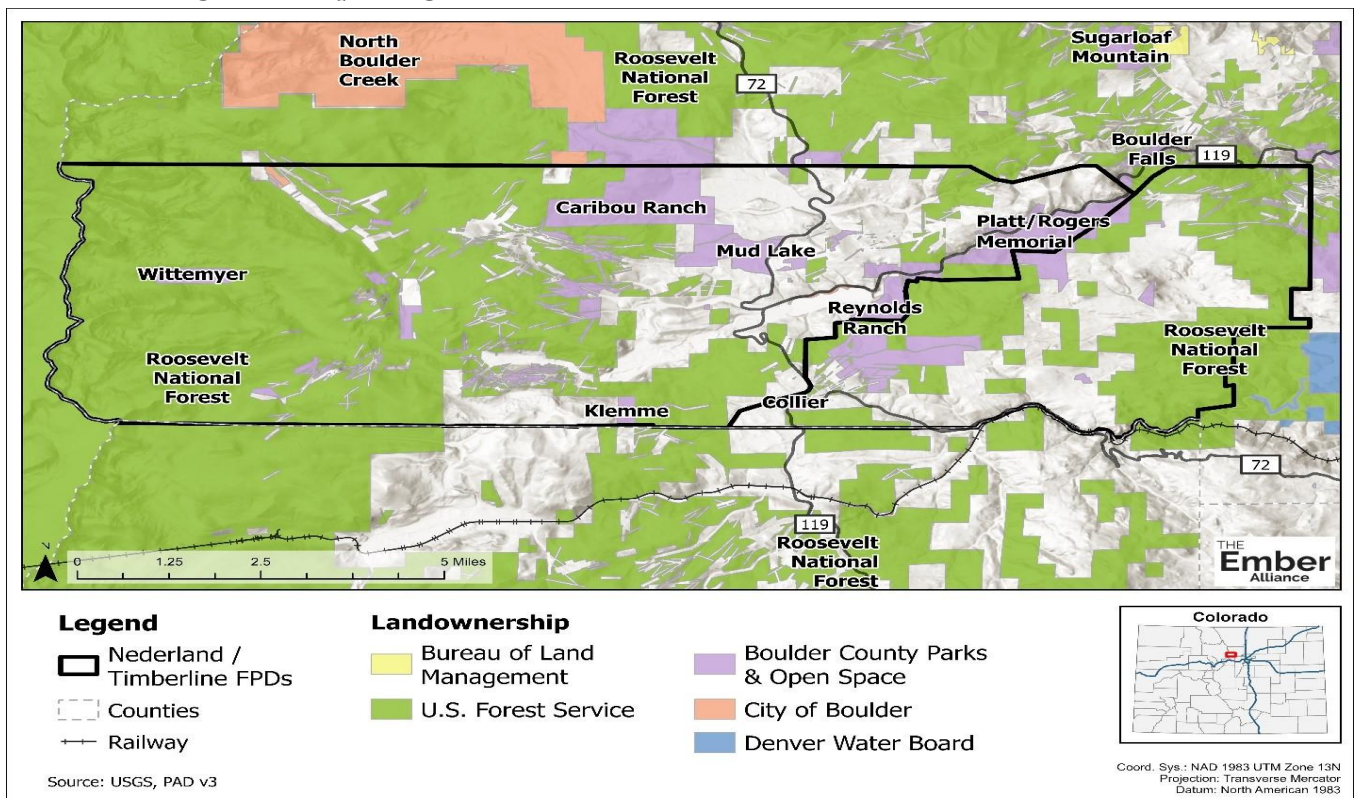 North
Boulder
Creek
Roosevelt
National
Forest
72
Sugarloaf
Mountain
Boulder
Falls
119
Caribou Ranch
Platt/Rogers
Memorial
Mud Lake
Wittemyer
Reynolds
Ranch
Roosevelt
National
Forest
Roosevelt
National
Forest
Klemme
Collier
72
119
Roosevelt
National
Forest
N
0 1.25 2.5 5 Miles
THE
Ember
Alliance
Legend
Nederland /
Timberline FPDs
Counties
Railway
Source: USGS, PAD v3
Landownership
Bureau of Land
Management
U.S. Forest Service
Boulder County Parks
& Open Space
City of Boulder
Denver Water Board
Colorado
Coord. Sys.: NAD 1983 UTM Zone 13N
Projection: Transverse Mercator
Datum: North American 1983